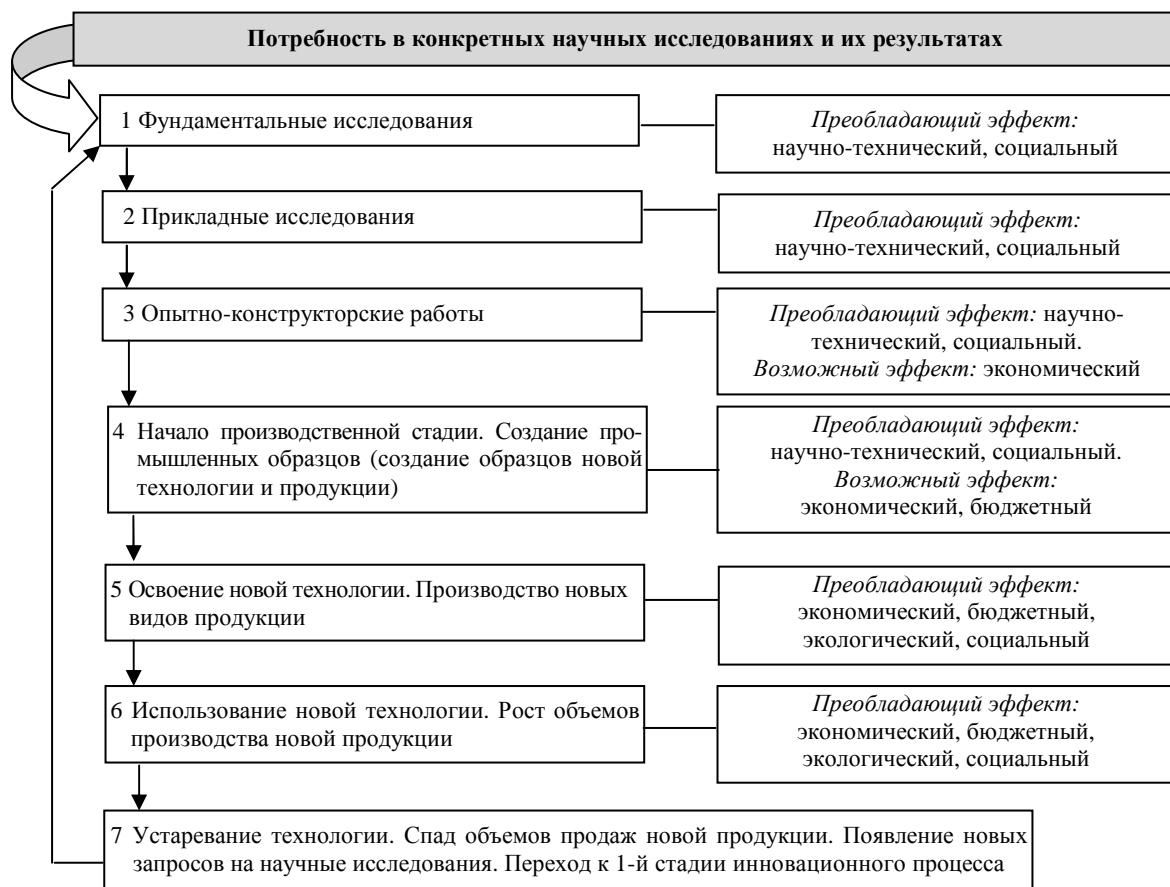 Потребность в конкретных научных исследованиях и их результатах
1 Фундаментальные исследования
Преобладающий эффект:
научно-технический, социальный
2 Прикладные исследования
Преобладающий эффект:
научно-технический, социальный
3 Опытно-конструкторские работы
Преобладающий эффект: научно-
технический, социальный.
Возможный эффект: экономический
4 Начало производственной стадии. Создание про-
мышленных образцов (создание образцов новой
технологии и продукции)
Преобладающий эффект:
научно-технический, социальный.
Возможный эффект:
экономический, бюджетный
5 Освоение новой технологии. Производство новых
видов продукции
Преобладающий эффект:
экономический, бюджетный,
экологический, социальный
6 Использование новой технологии. Рост объемов
производства новой продукции
Преобладающий эффект:
экономический, бюджетный,
экологический, социальный
7 Устаревание технологии. Спад объемов продаж новой продукции. Появление новых
запросов на научные исследования. Переход к 1-й стадии инновационного процесса